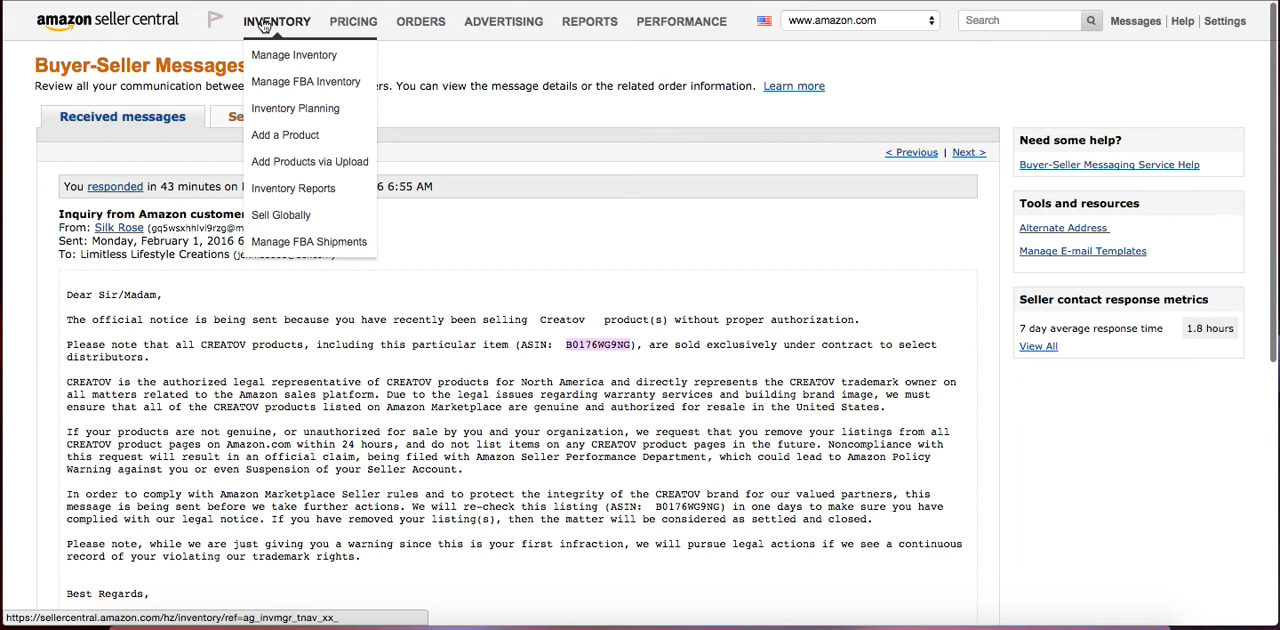 amazon seller central INVENTORY PRICING ORDERS ADVERTISING REPORTS PERFORMANCE www.amazon.com Search Messages | Help | Settings
Manage Inventory
Manage FBA Inventory
Inventory Planning
Add a Product
Add Products via Upload
Inventory Reports
Sell Globally
Manage FBA Shipments
Buyer-Seller Messages
Review all your communication betwee rs. You can view the message details or the related order information. Learn more
Received messages Se
< Previous | Next >
You responded in 43 minutes on 6 6:55 AM
Inquiry from Amazon custome
From: Silk Rose
Sent: Monday, February 1, 2016 6
To: Limitless Lifestyle Creations
Dear Sir/Madam,
The official notice is being sent because you have recently been selling Creatov product(s) without proper authorization.
Please note that all CREATOV products, including this particular item (ASIN: B0176WG9NG), are sold exclusively under contract to select
distributors.
CREATOV is the authorized legal representative of CREATOV products for North America and directly represents the CREATOV trademark owner on
all matters related to the Amazon sales platform. Due to the legal issues regarding warranty services and building brand image, we must
ensure that all of the CREATOV products listed on Amazon Marketplace are genuine and authorized for resale in the United States.
If your products are not genuine, or unauthorized for sale by you and your organization, we request that you remove your listings from all
CREATOV product pages on Amazon.com within 24 hours, and do not list items on any CREATOV product pages in the future. Noncompliance with
this request will result in an official claim, being filed with Amazon Seller Performance Department, which could lead to Amazon Policy
Warning against you or even Suspension of your Seller Account.
In order to comply with Amazon Marketplace Seller rules and to protect the integrity of the CREATOV brand for our valued partners, this
message is being sent before we take further actions. We will re-check this listing (ASIN: B0176WG9NG) in one days to make sure you have
complied with our legal notice. If you have removed your listing(s), then the matter will be considered as settled and closed.
Please note, while we are just giving you a warning since this is your first infraction, we will pursue legal actions if we see a continuous
record of your violating our trademark rights.
Best Regards,
Need some help?
Buyer-Seller Messaging Service Help
Tools and resources
Alternate Address
Manage E-mail Templates
Seller contact response metrics
7 day average response time 1.8 hours
View All
https://sellercentral.amazon.com/hz/inventory/ref=ag_invmgr_tnav_xx_